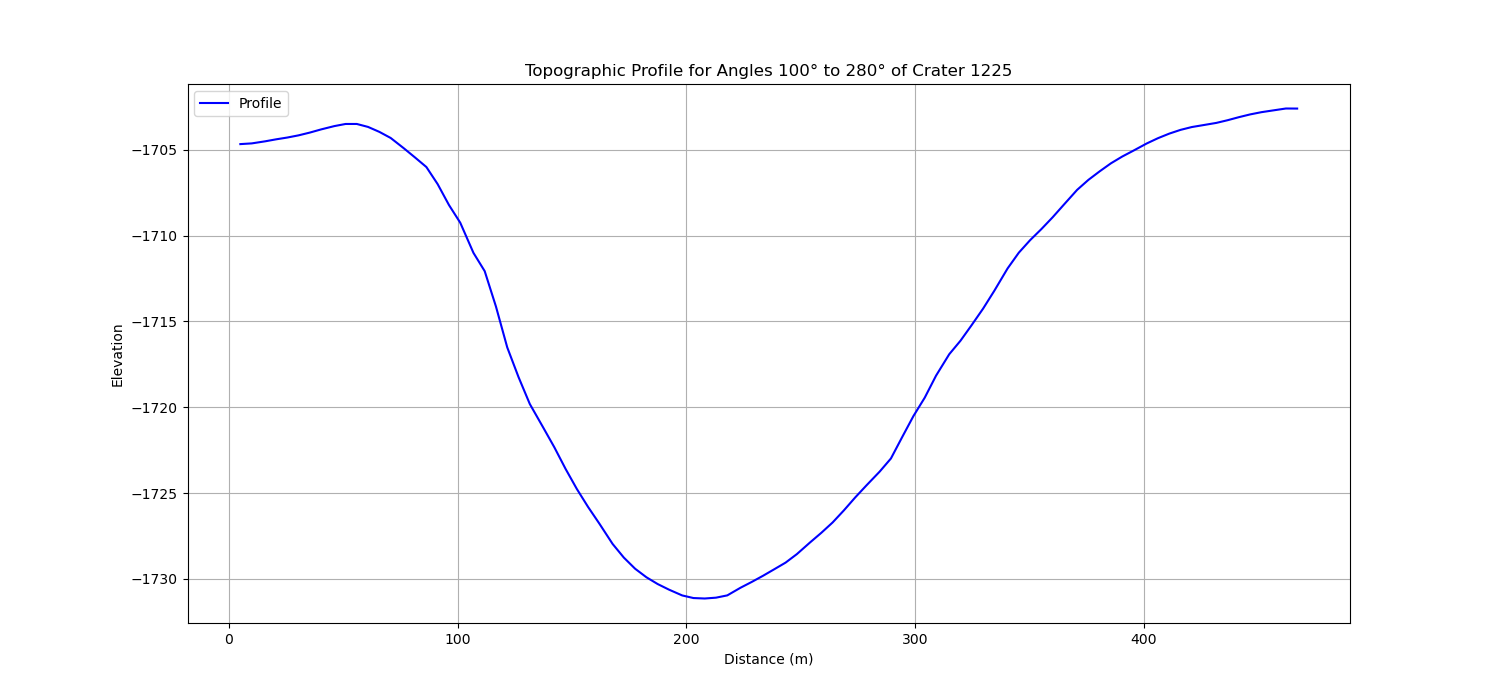 Topographic Profile for Angles 100° to 280° of Crater 1225
Profile
−1705
−1710
−1715
−1720
−1725
−1730
Elevation
0 100 200 300 400
Distance (m)